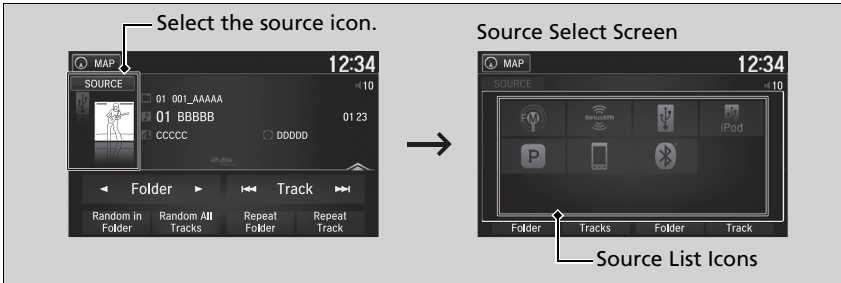 Select the source icon.
MAP
12:34
SOURCE
10
01 001_AAAAA
01 BBBBB
01 23
CCCCC
DDDDD
Folder
Track
Random in Folder
Random All Tracks
Repeat Folder
Repeat Track
Source Select Screen
MAP
12:34
SOURCE
10
FM
SiriusXM
iPod
P
Folder
Tracks
Folder
Track
Source List Icons